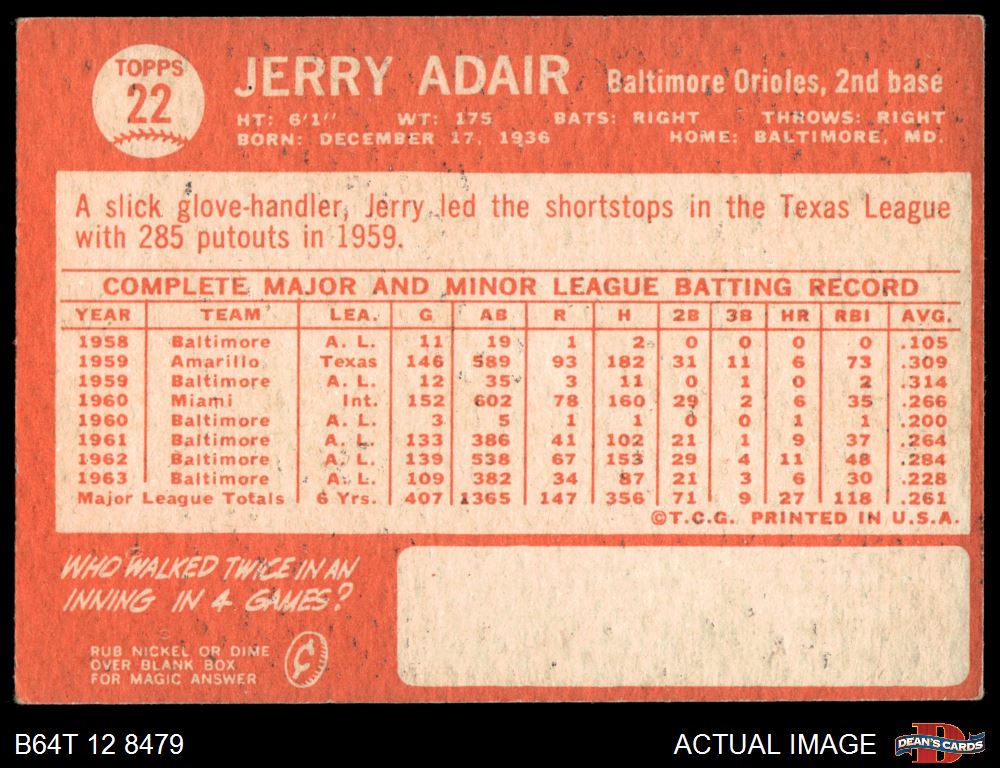 TOPPS
22
JERRY ADAIR Baltimore Orioles, 2nd base
HT: 6'1" WT: 175 BATS: RIGHT THROWS: RIGHT
BORN: DECEMBER 17, 1936 HOME: BALTIMORE, MD.
A slick glove-handler, Jerry led the shortstops in the Texas League
with 285 putouts in 1959.
COMPLETE MAJOR AND MINOR LEAGUE BATTING RECORD
YEAR TEAM LEA. G AB R H 2B 3B HR RBI AVG.
1958 Baltimore A. L. 11 19 1 2 0 0 0 0 .105
1959 Amarillo Texas 146 589 93 182 31 11 6 73 .309
1959 Baltimore A. L. 12 35 3 11 0 1 0 2 .314
1960 Miami Int. 152 602 78 160 29 2 6 35 .266
1960 Baltimore A. L. 3 5 1 1 0 0 1 1 .200
1961 Baltimore A. L. 133 386 41 102 21 1 9 37 .264
1962 Baltimore A. L. 139 538 67 153 29 4 11 48 .284
1963 Baltimore A. L. 109 382 34 87 21 3 6 30 .228
Major League Totals 6 Yrs. 407 1365 147 356 71 9 27 118 .261
©T.C.G. PRINTED IN U.S.A.
WHO WALKED TWICE IN AN
INNING IN 4 GAMES?
RUB NICKEL OR DIME
OVER BLANK BOX
FOR MAGIC ANSWER
¢
B64T 12 8479 ACTUAL IMAGE D DEAN'S CARDS